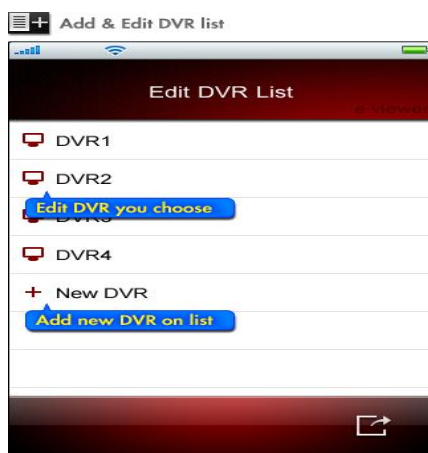 Add & Edit DVR list
Edit DVR List
DVR1
DVR2
Edit DVR you choose
DVR4
New DVR
Add new DVR on list